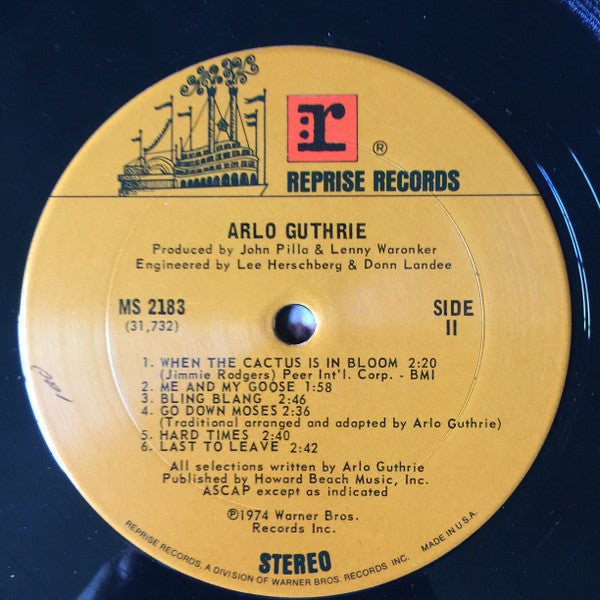 r ®
REPRISE RECORDS
ARLO GUTHRIE
Produced by John Pilla & Lenny Waronker
Engineered by Lee Herschberg & Donn Landee
MS 2183
(31,732)
SIDE
II
1. WHEN THE CACTUS IS IN BLOOM 2:20
(Jimmie Rodgers) Peer Int'l. Corp. - BMI
2. ME AND MY GOOSE 1:58
3. BLING BLANG 2:46
4. GO DOWN MOSES 2:36
(Traditional arranged and adapted by Arlo Guthrie)
5. HARD TIMES 2:40
6. LAST TO LEAVE 2:42
All selections written by Arlo Guthrie
Published by Howard Beach Music, Inc.
ASCAP except as indicated
℗1974 Warner Bros.
Records Inc.
STEREO
REPRISE RECORDS, A DIVISION OF WARNER BROS. RECORDS INC. MADE IN U.S.A.